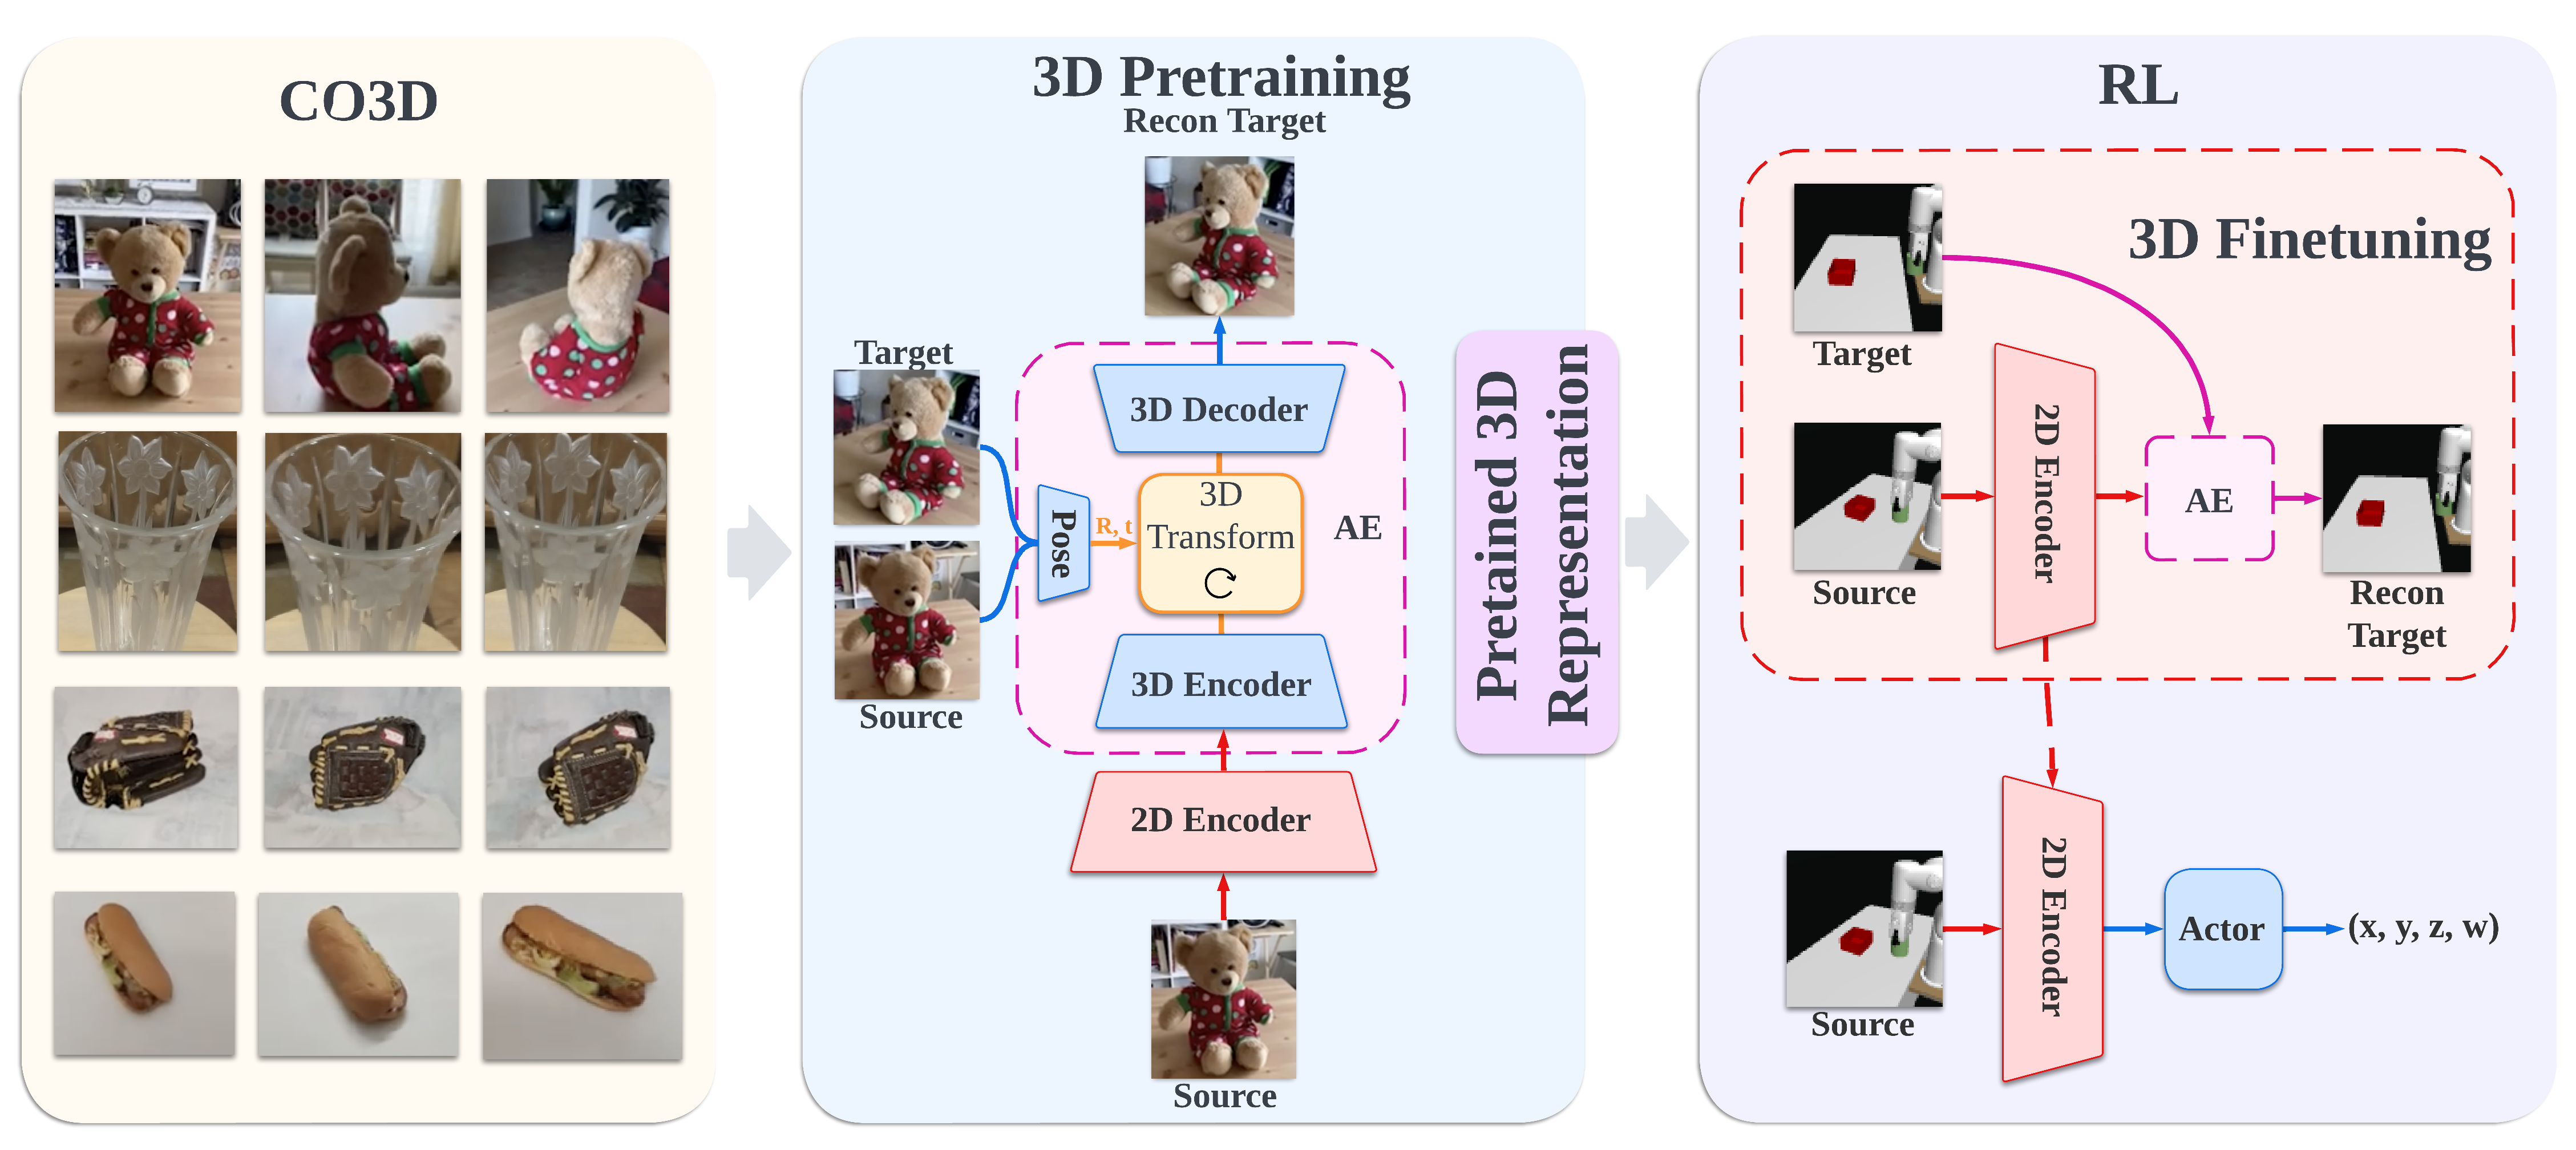 CO3D
3D Pretraining
Recon Target
Target
3D Decoder
3D
Transform
R, t
Pose
AE
3D Encoder
Source
2D Encoder
Source
Pretained 3D
Representation
RL
3D Finetuning
Target
2D Encoder
AE
Source
Recon
Target
2D Encoder
Actor
(x, y, z, w)
Source